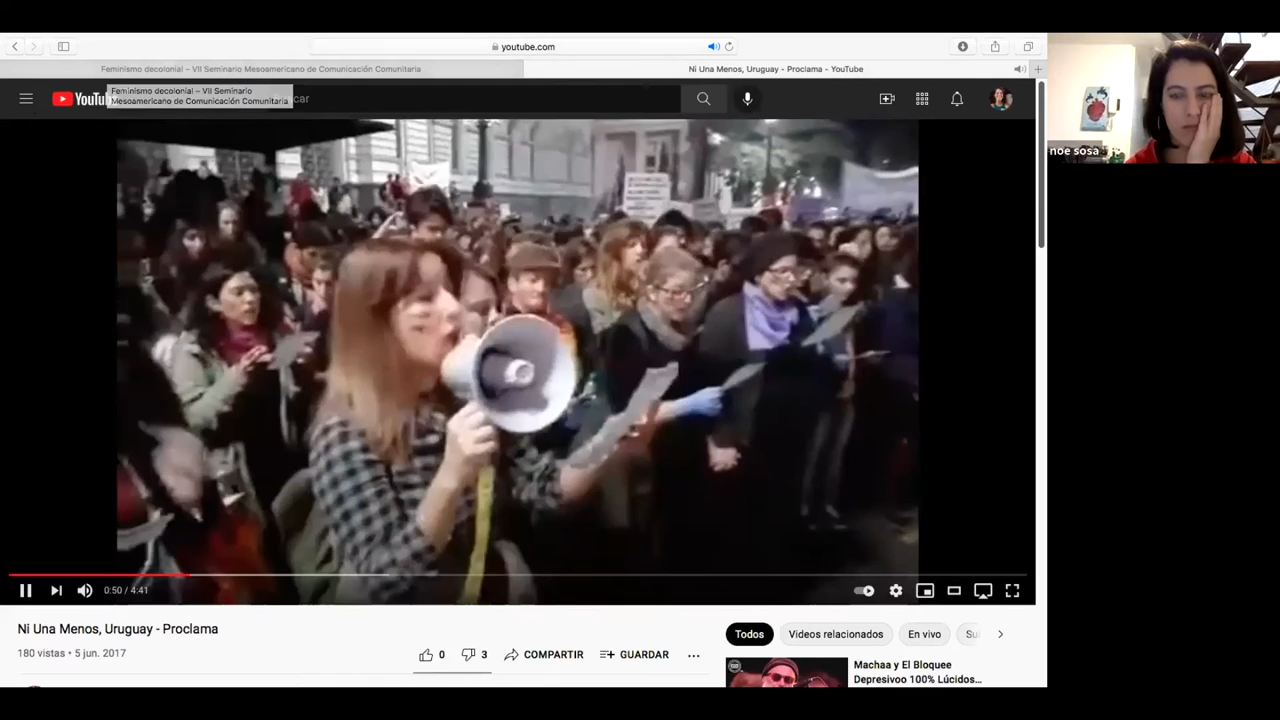 youtube.com
Feminismo decolonial – VII Seminario Mesoamericano de Comunicación Comunitaria
Ni Una Menos, Uruguay - Proclama - YouTube
YouTub
Feminismo decolonial – VII Seminario
Mesoamericano de Comunicación Comunitaria
car
noe sosa
0:50 / 4:41
Ni Una Menos, Uruguay - Proclama
180 vistas • 5 jun. 2017
0
3
COMPARTIR
GUARDAR
Todos
Videos relacionados
En vivo
Machaa y El Bloquee
Depresivoo 100% Lúcidos...